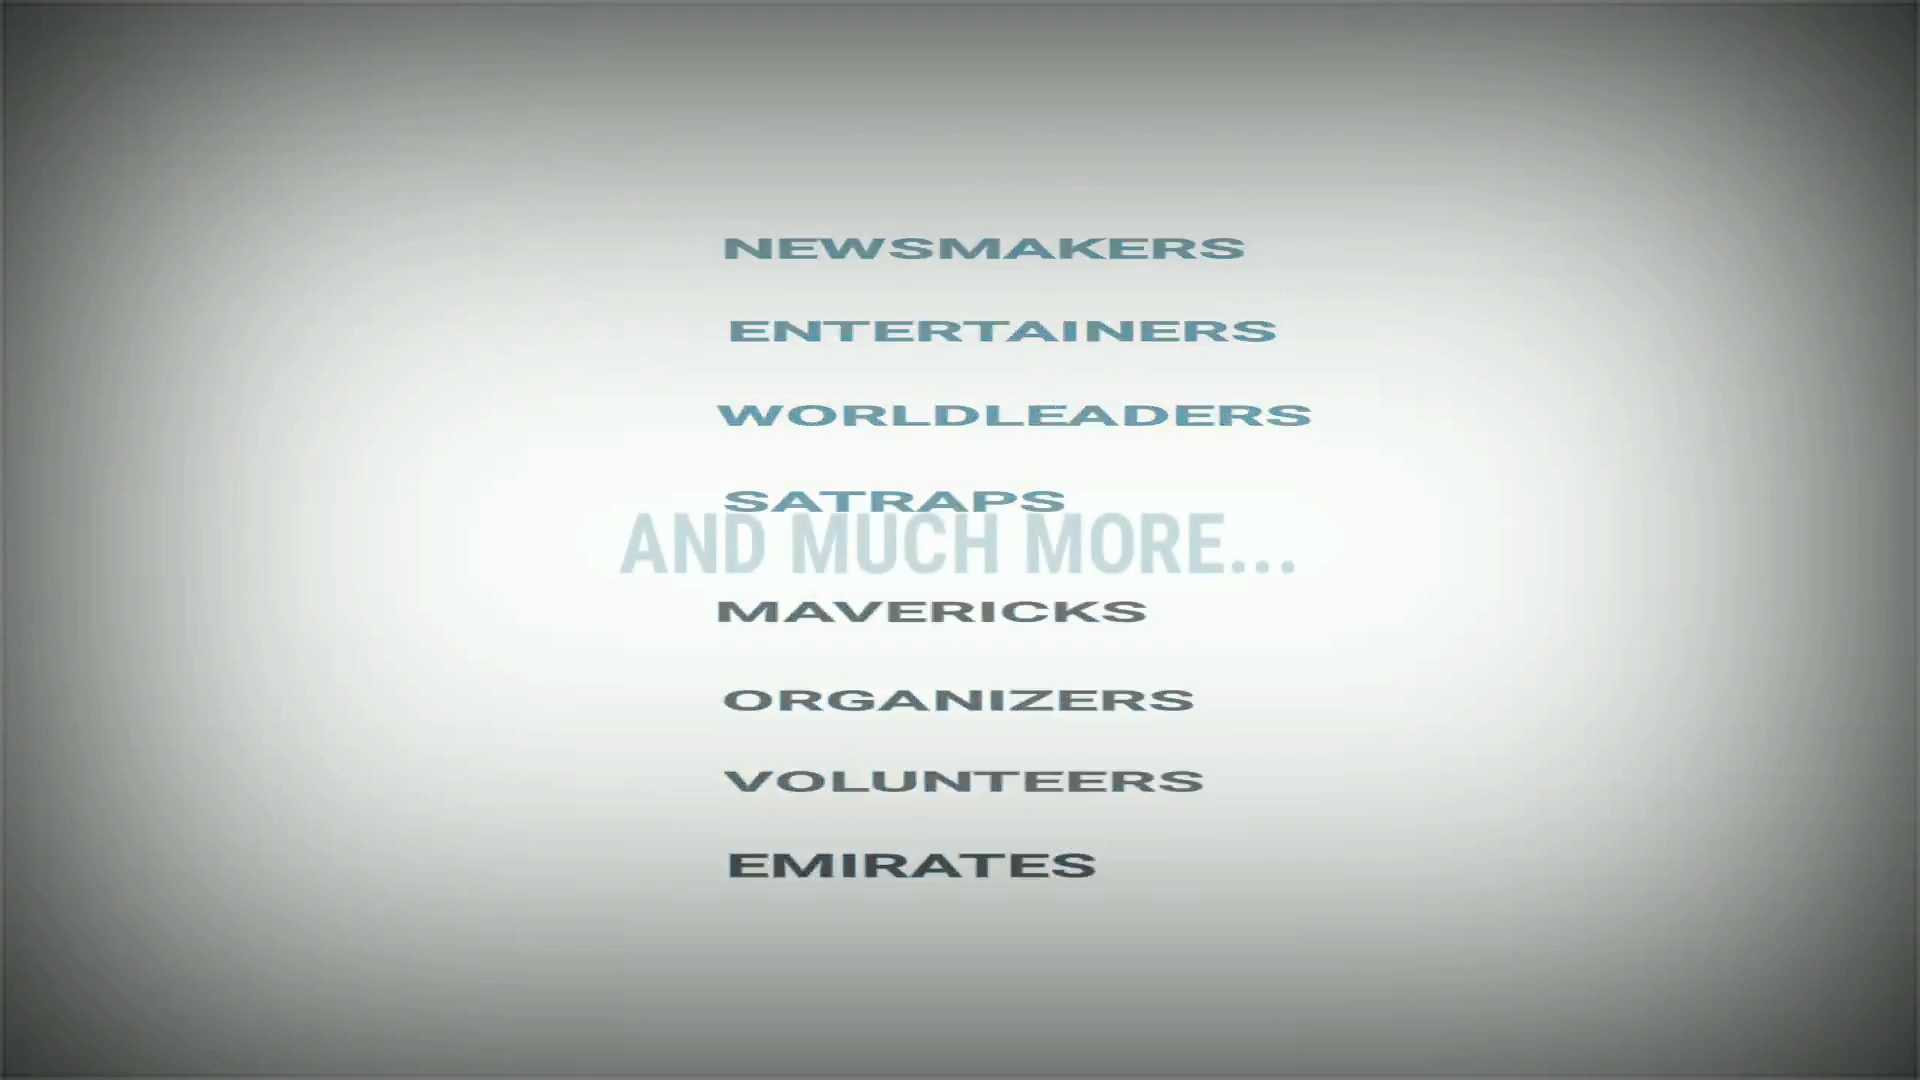 NEWSMAKERS
ENTERTAINERS
WORLDLEADERS
SATRAPS
AND MUCH MORE...
MAVERICKS
ORGANIZERS
VOLUNTEERS
EMIRATES